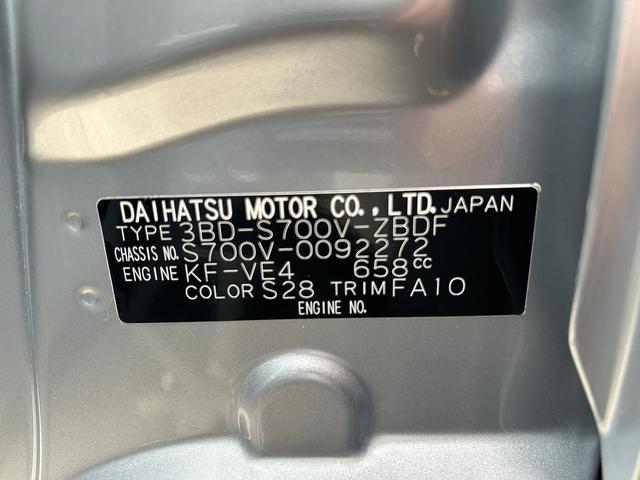 DAIHATSU MOTOR CO.,LTD. JAPAN
TYPE 3BD-S700V-ZBDF
CHASSIS NO. S700V-0092272
ENGINE KF-VE4 658cc
COLOR S28 TRIM FA10
ENGINE NO.